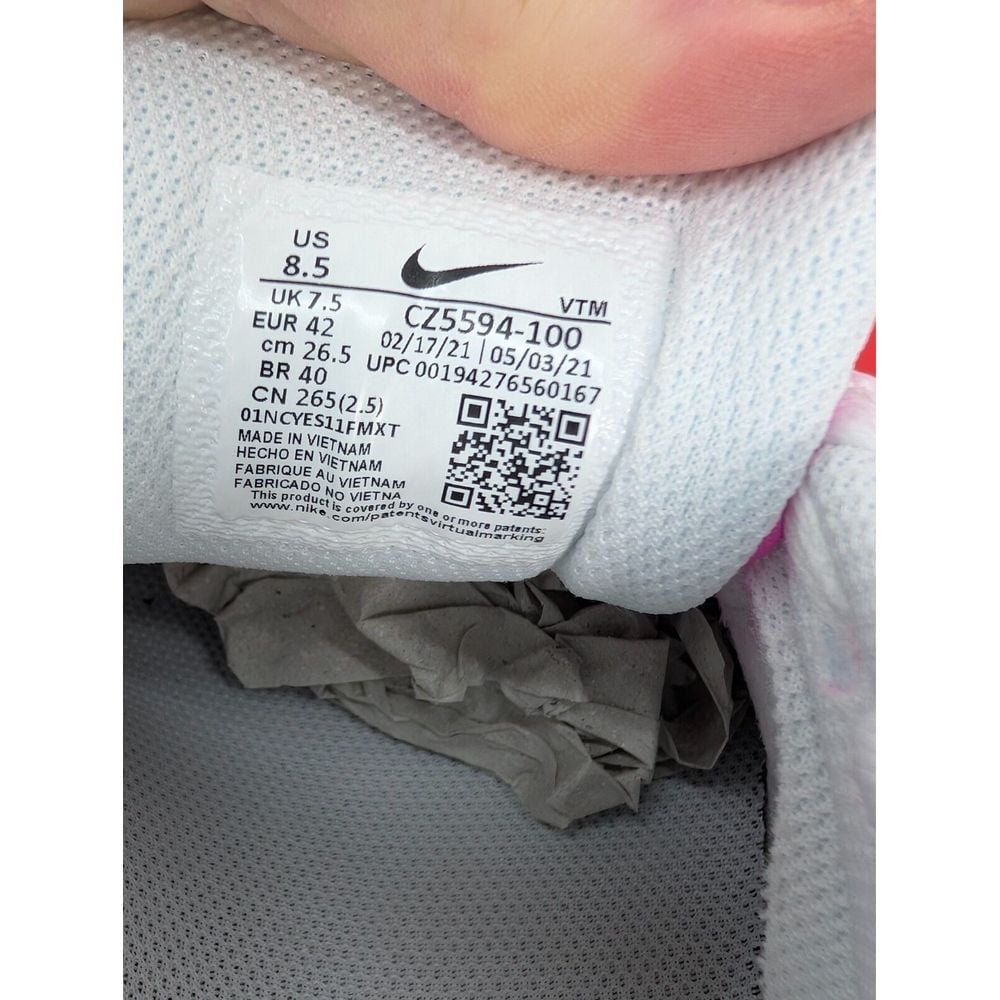 US
8.5
VTM
UK 7.5
CZ5594-100
EUR 42
02/17/21 | 05/03/21
cm 26.5
UPC 00194276560167
BR 40
CN 265(2.5)
01NCYES11FMXT
MADE IN VIETNAM
HECHO EN VIETNAM
FABRIQUE AU VIETNAM
FABRICADO NO VIETNA
This product is covered by one or more patents:
www.nike.com/patentsvirtualmarking